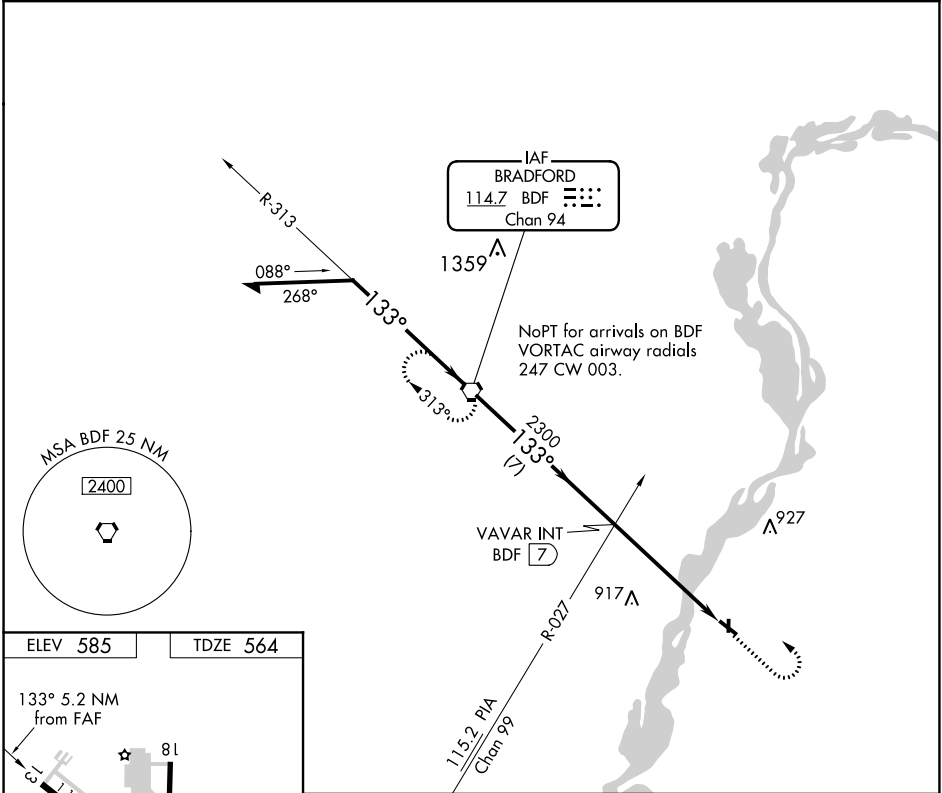 IAF
BRADFORD
114.7 BDF
Chan 94
R-313
1359
088°
268°
133°
313°
NoPT for arrivals on BDF
VORTAC airway radials
247 CW 003.
2300
133°
(7)
MSA BDF 25 NM
2400
VAVAR INT
BDF 7
927
917
R-027
115.2 PIA
Chan 99
ELEV 585
TDZE 564
133° 5.2 NM
from FAF
18
13